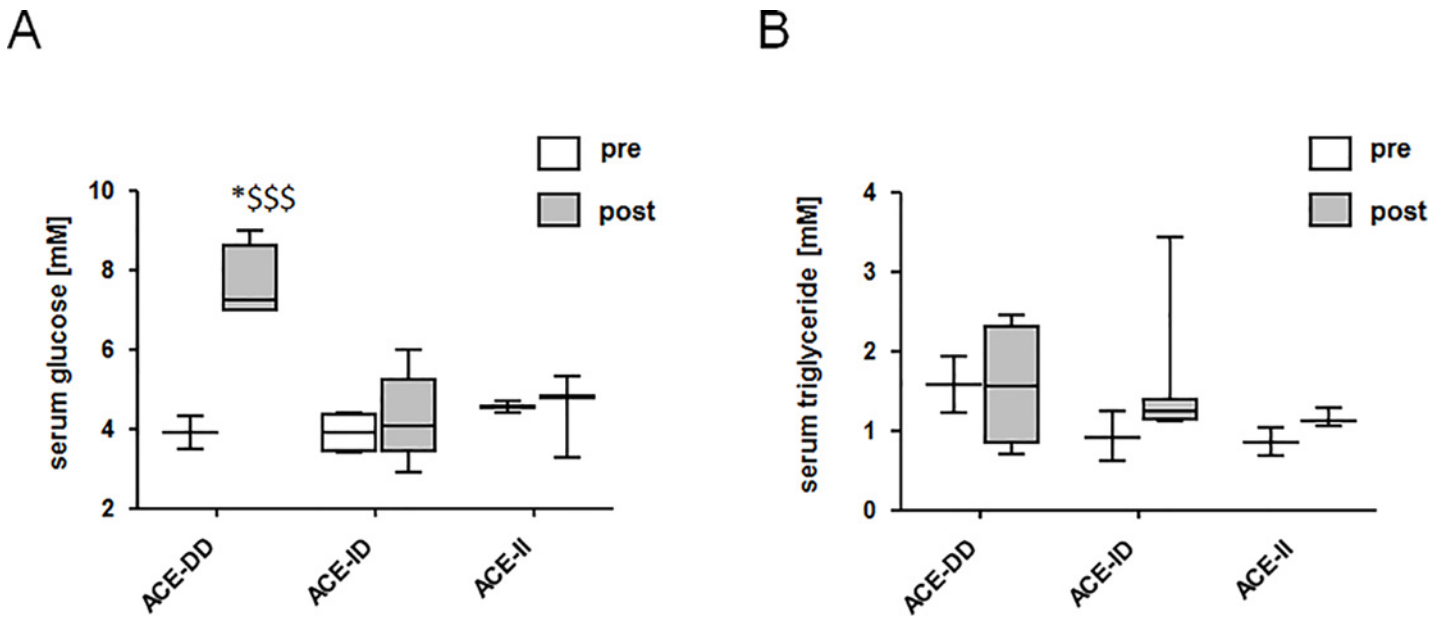 A
pre
post
*$$$
serum glucose [mM]
10
8
6
4
2
ACE-DD
ACE-ID
ACE-II
B
pre
post
serum triglyceride [mM]
4
3
2
1
0
ACE-DD
ACE-ID
ACE-II